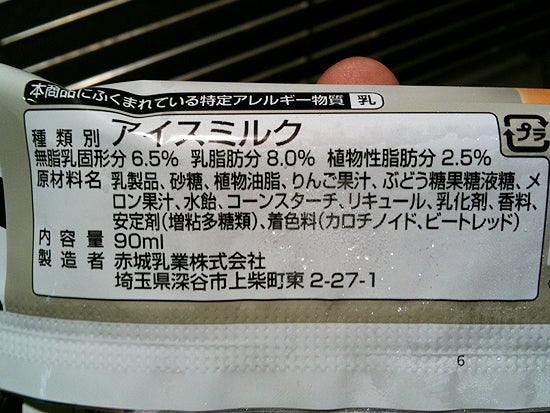 本商品にふくまれている特定アレルギー物質 乳
種類別 アイスミルク
無脂乳固形分 6.5% 乳脂肪分 8.0% 植物性脂肪分 2.5%
原材料名 乳製品、砂糖、植物油脂、りんご果汁、ぶどう糖果糖液糖、メ
ロン果汁、水飴、コーンスターチ、リキュール、乳化剤、香料、
安定剤(増粘多糖類)、着色料(カロチノイド、ビートレッド)
内容量 90ml
製造者 赤城乳業株式会社
埼玉県深谷市上柴町東 2-27-1
プラ
6